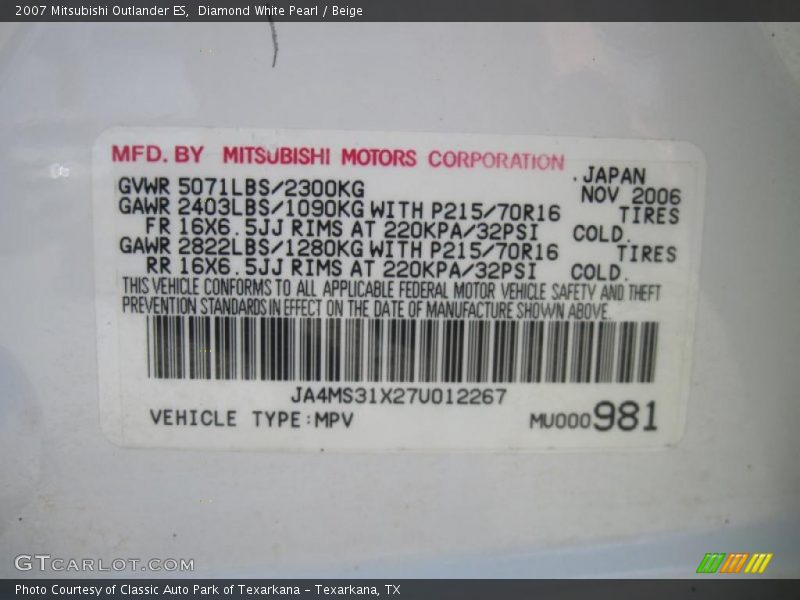 2007 Mitsubishi Outlander ES,  Diamond White Pearl / Beige
MFD. BY MITSUBISHI MOTORS CORPORATION
.JAPAN
GVWR 5071LBS/2300KG NOV 2006
GAWR 2403LBS/1090KG WITH P215/70R16 TIRES
FR 16X6.5JJ RIMS AT 220KPA/32PSI COLD.
GAWR 2822LBS/1280KG WITH P215/70R16 TIRES
RR 16X6.5JJ RIMS AT 220KPA/32PSI COLD.
THIS VEHICLE CONFORMS TO ALL APPLICABLE FEDERAL MOTOR VEHICLE SAFETY AND THEFT
PREVENTION STANDARDS IN EFFECT ON THE DATE OF MANUFACTURE SHOWN ABOVE.
JA4MS31X27U012267
VEHICLE TYPE:MPV MU000981
GTCARLOT.COM
Photo Courtesy of Classic Auto Park of Texarkana – Texarkana, TX